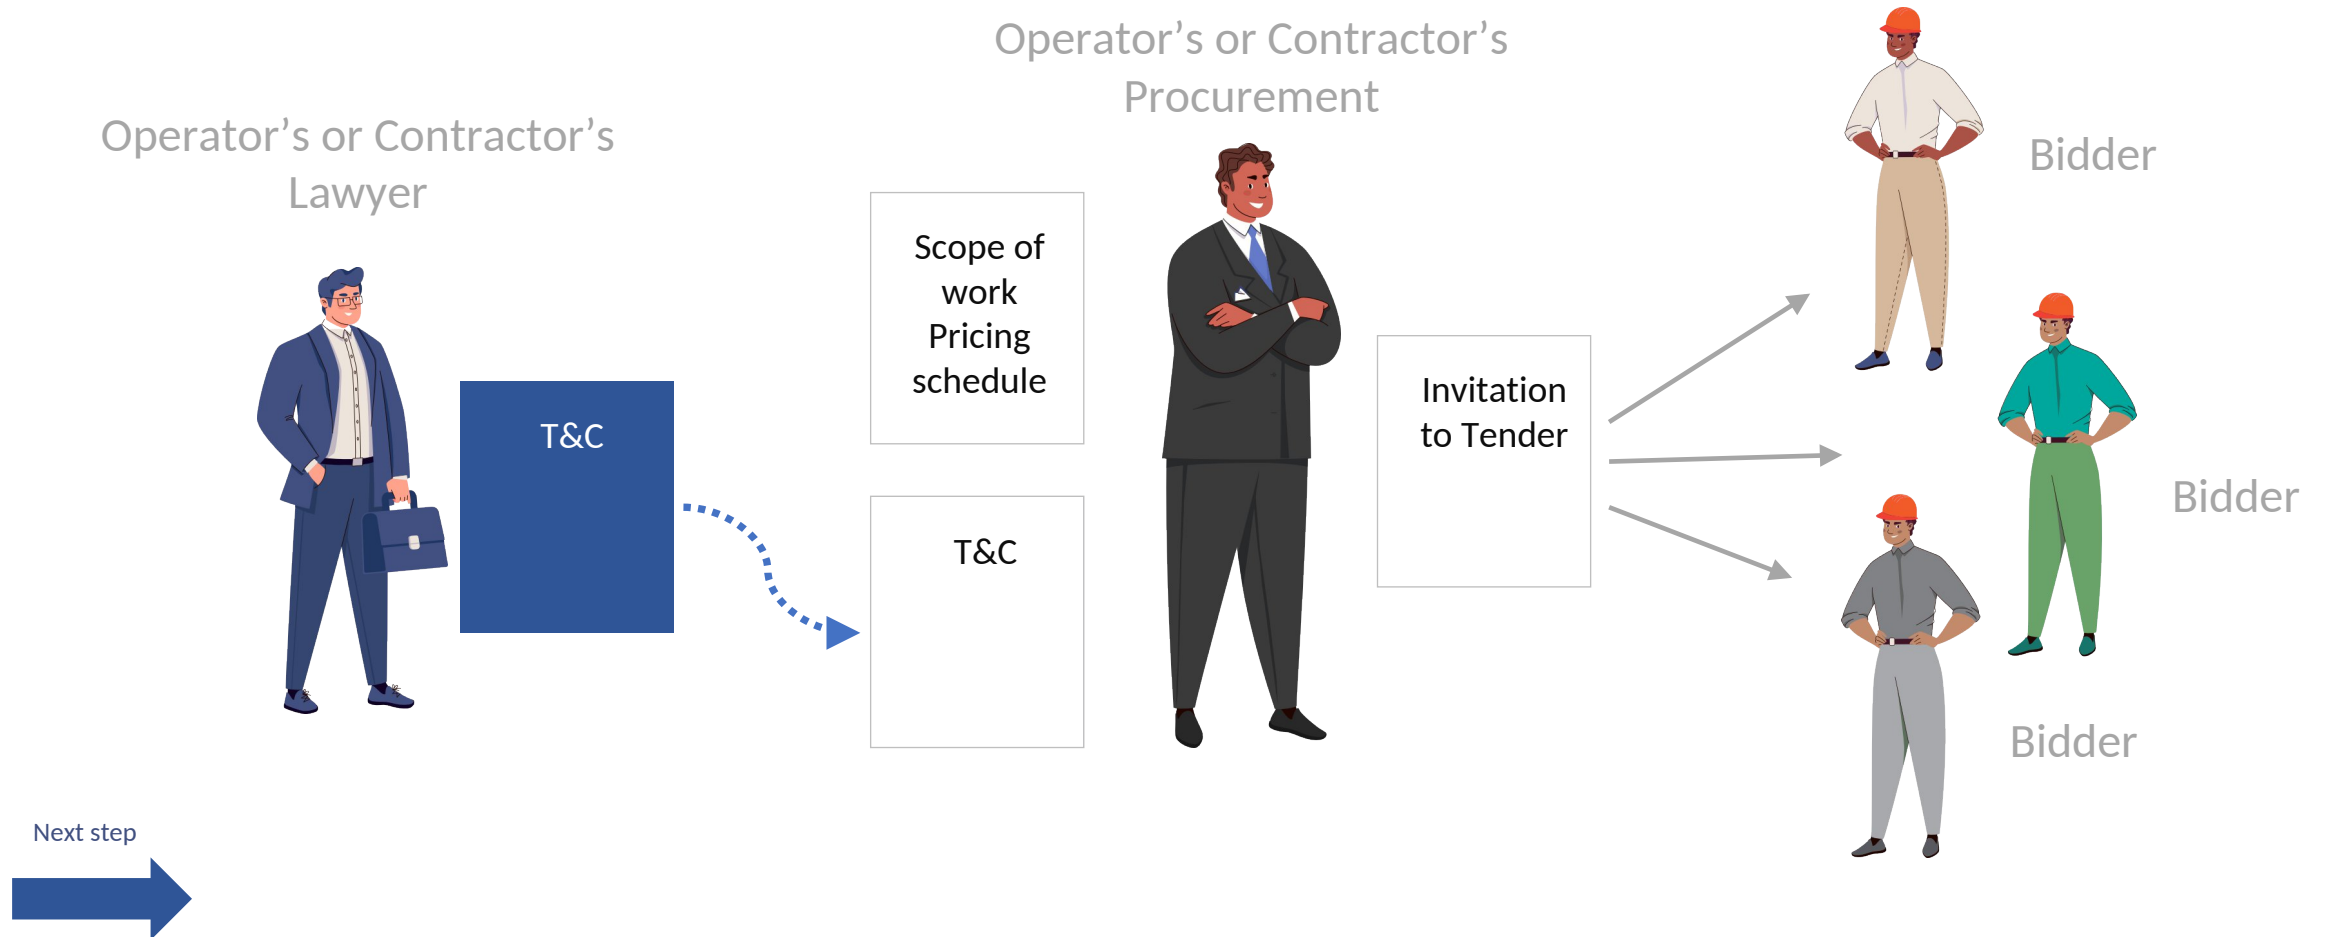 Operator’s or Contractor’s
Lawyer
T&C
Operator’s or Contractor’s
Procurement
Scope of
work
Pricing
schedule
T&C
Invitation
to Tender
Bidder
Bidder
Bidder
Next step